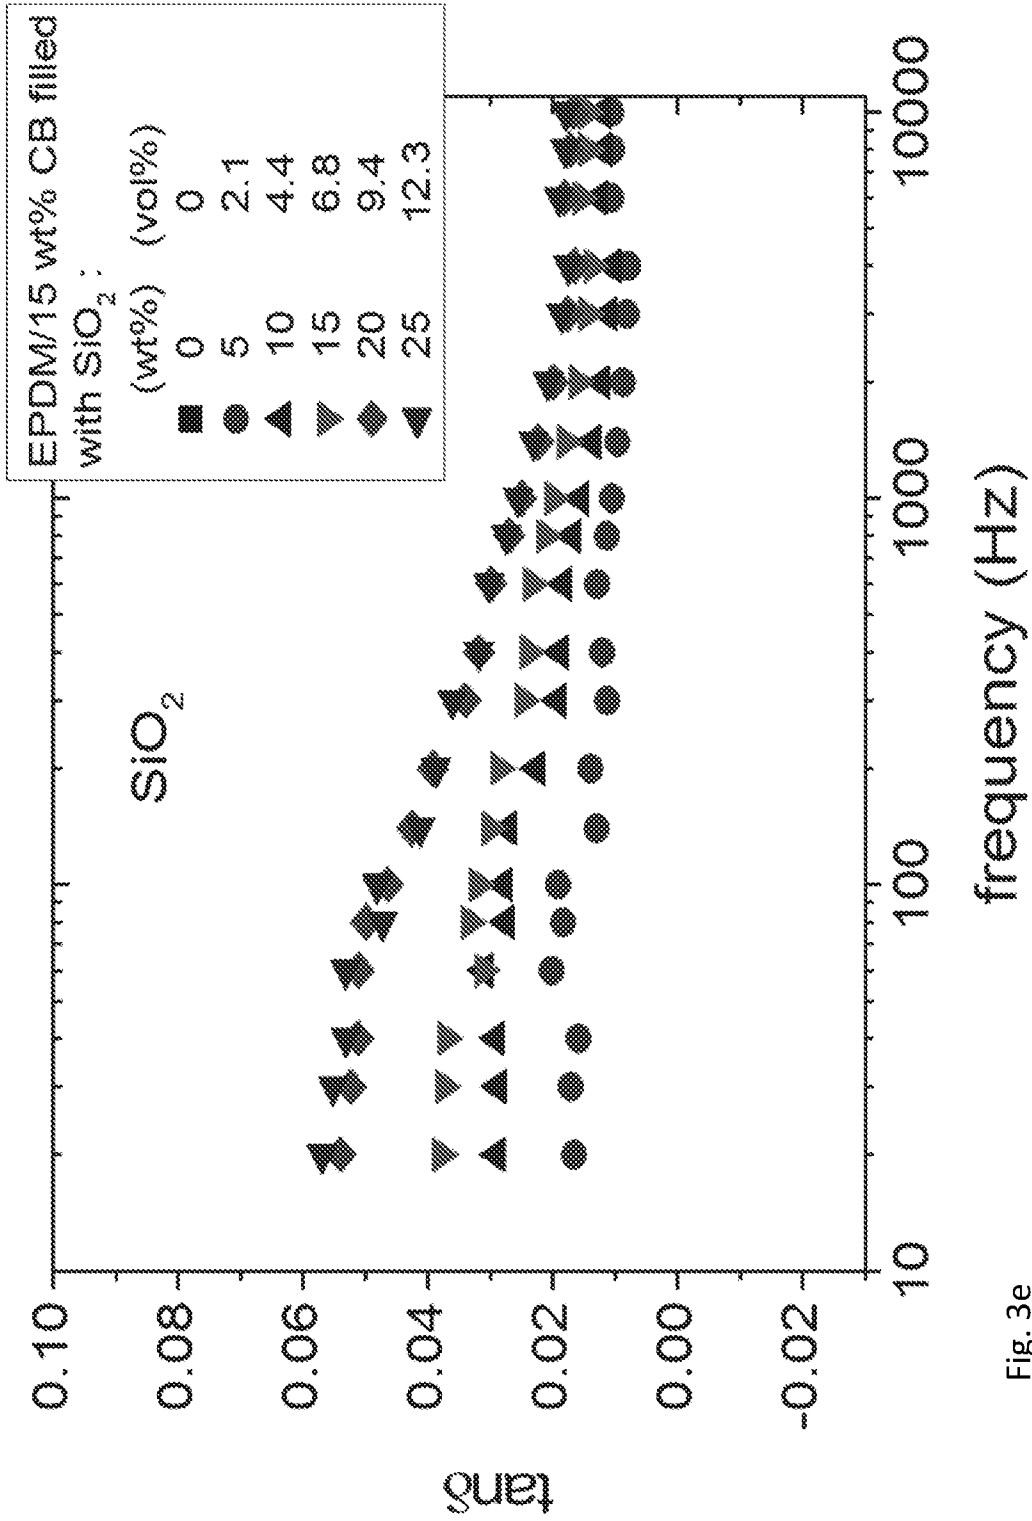 EPDM/15 wt% CB filled
with SiO₂ :
(wt%) (vol%)
0 0
5 2.1
10 4.4
15 6.8
20 9.4
25 12.3
SiO₂
tanδ
0.10
0.08
0.06
0.04
0.02
0.00
-0.02
10 100 1000 10000
frequency (Hz)
Fig. 3e